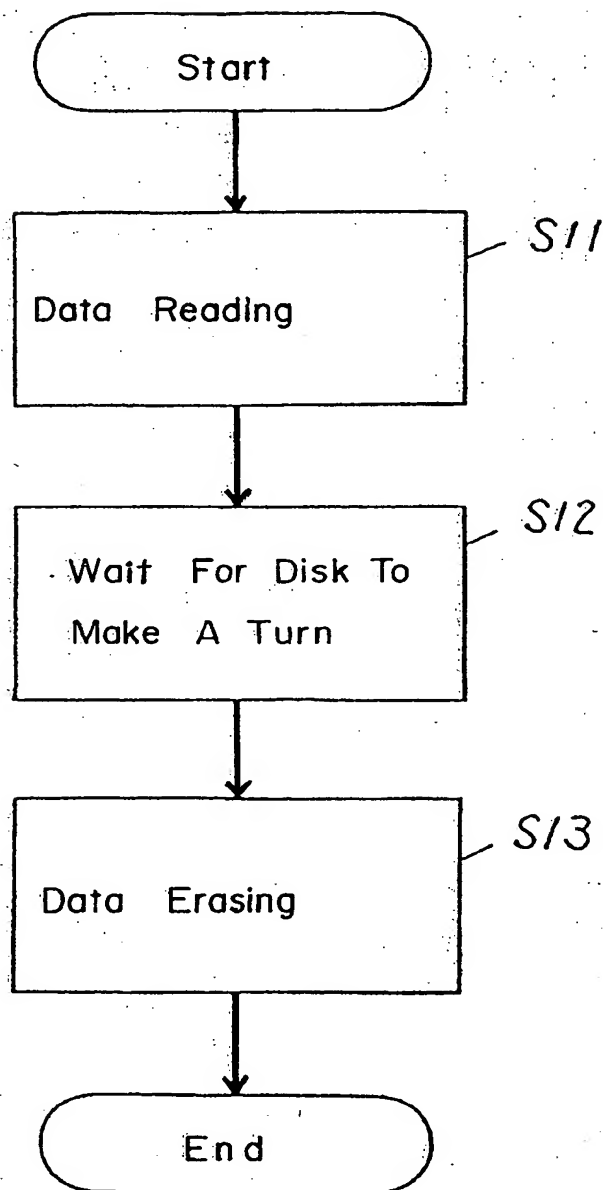 Start
S11
Data Reading
S12
Wait For Disk To
Make A Turn
S13
Data Erasing
End